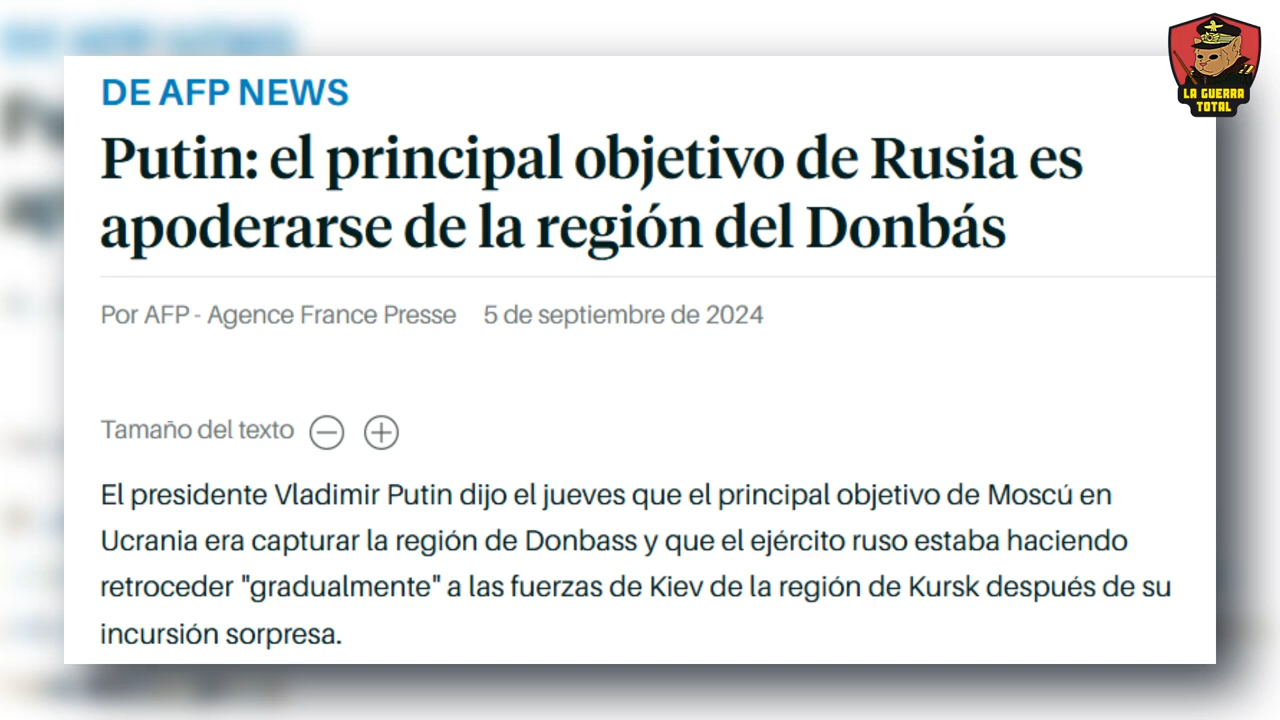 LA GUERRA
TOTAL
DE AFP NEWS
Putin: el principal objetivo de Rusia es
apoderarse de la región del Donbás
Por AFP - Agence France Presse 5 de septiembre de 2024
Tamaño del texto
El presidente Vladimir Putin dijo el jueves que el principal objetivo de Moscú en
Ucrania era capturar la región de Donbass y que el ejército ruso estaba haciendo
retroceder "gradualmente" a las fuerzas de Kiev de la región de Kursk después de su
incursión sorpresa.